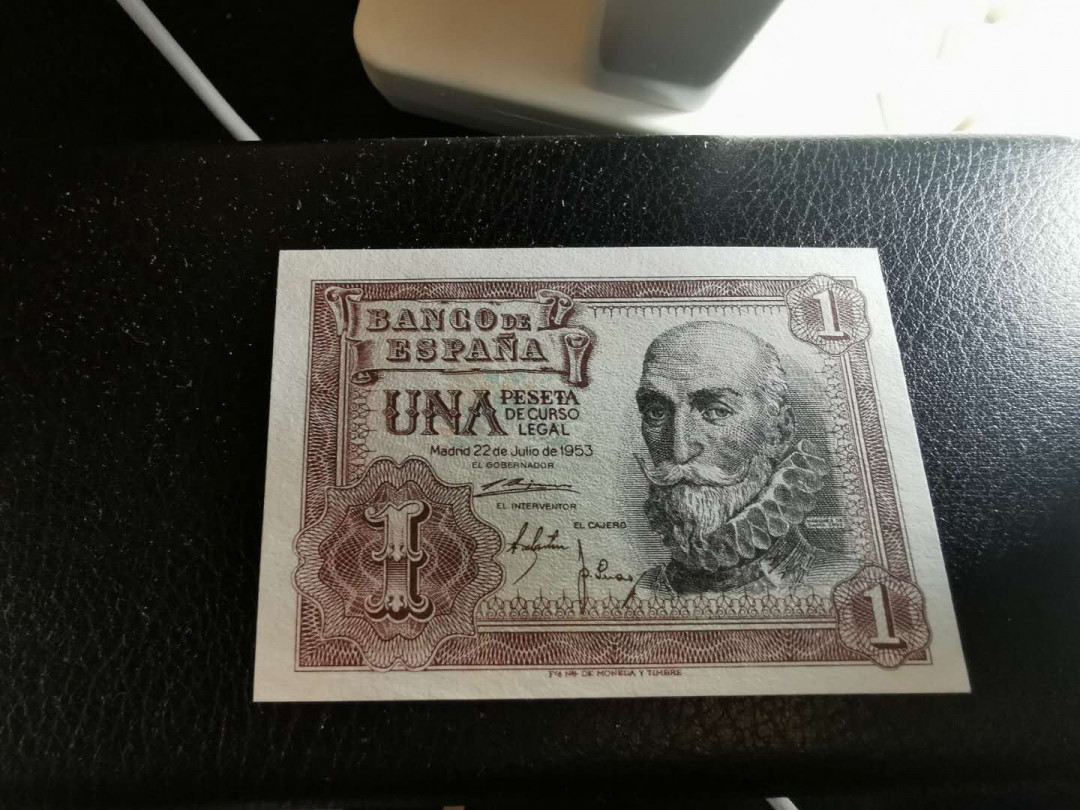 BANCO DE
ESPAÑA
UNA PESETA
DE CURSO
LEGAL
Madrid 22 de Julio de 1953
EL GOBERNADOR
EL INTERVENTOR
EL CAJERO
1
1
1
Fca Nal DE MONEDA Y TIMBRE